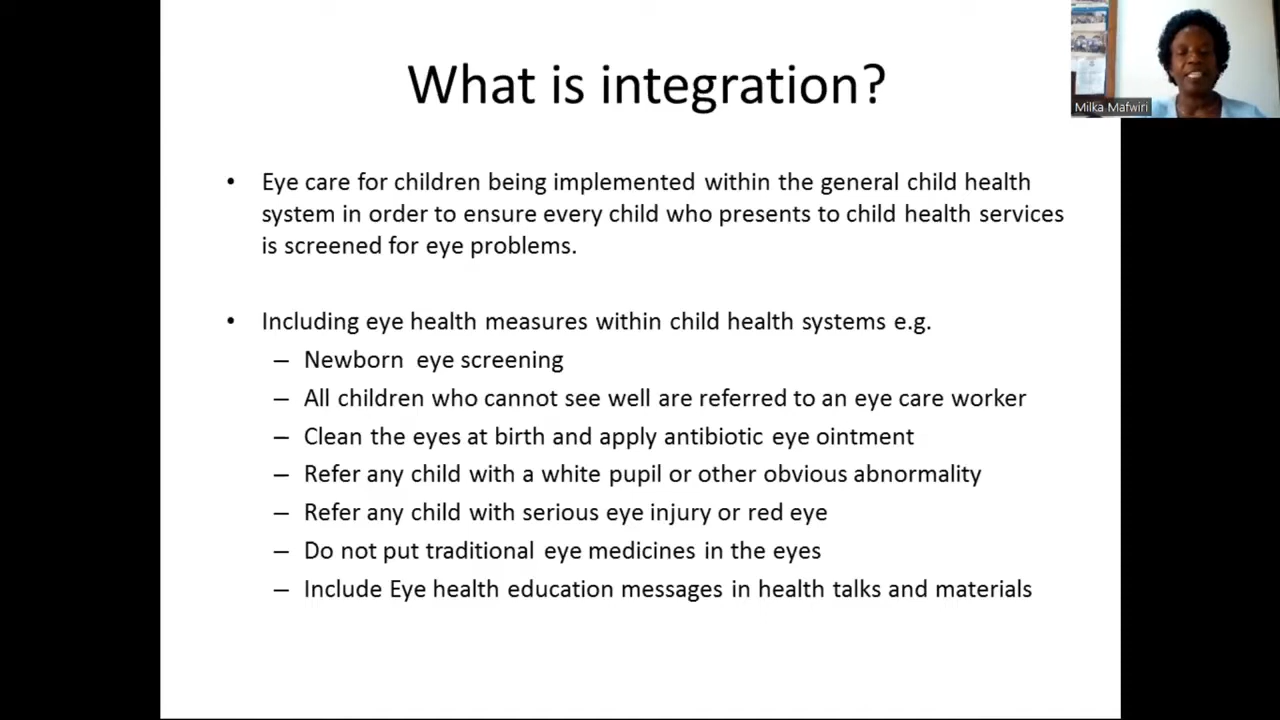 What is integration?
Milka Mafwiri
• Eye care for children being implemented within the general child health
system in order to ensure every child who presents to child health services
is screened for eye problems.
• Including eye health measures within child health systems e.g.
– Newborn eye screening
– All children who cannot see well are referred to an eye care worker
– Clean the eyes at birth and apply antibiotic eye ointment
– Refer any child with a white pupil or other obvious abnormality
– Refer any child with serious eye injury or red eye
– Do not put traditional eye medicines in the eyes
– Include Eye health education messages in health talks and materials